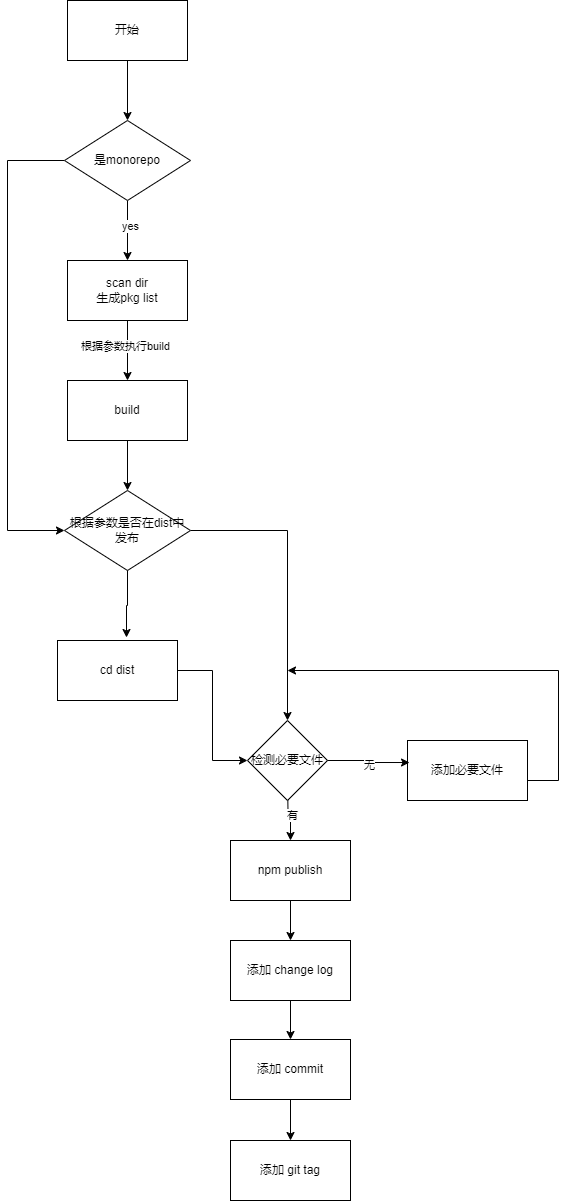 开始
是monorepo
yes
scan dir
生成pkg list
根据参数执行build
build
根据参数是否在dist中
发布
cd dist
检测必要文件
无
添加必要文件
有
npm publish
添加 change log
添加 commit
添加 git tag